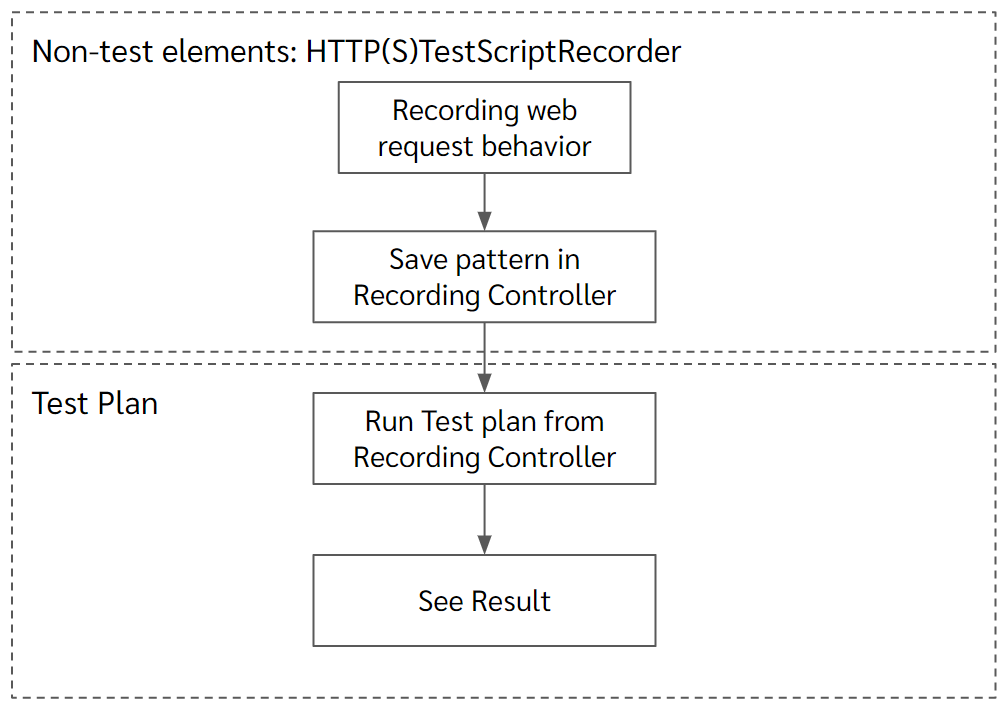 Non-test elements: HTTP(S)TestScriptRecorder
Recording web
request behavior
Save pattern in
Recording Controller
Test Plan
Run Test plan from
Recording Controller
See Result